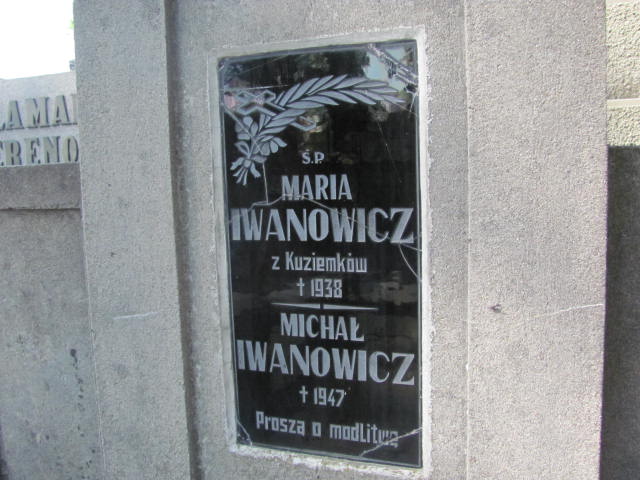 Ś.P.
MARIA
IWANOWICZ
z Kuziemków
† 1938
MICHAŁ
IWANOWICZ
† 1947
Proszą o modlitwę